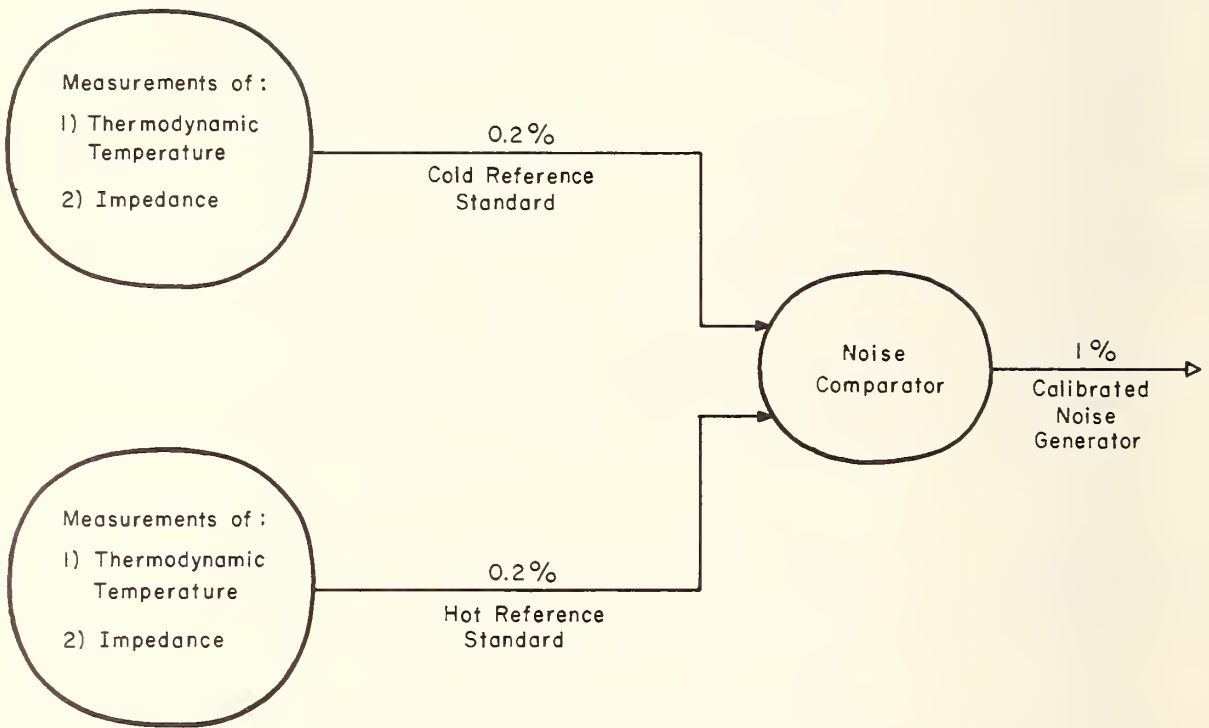 Measurements of :
1) Thermodynamic
Temperature
2) Impedance
0.2%
Cold Reference
Standard
Noise
Comparator
1%
Calibrated
Noise
Generator
Measurements of :
1) Thermodynamic
Temperature
2) Impedance
0.2%
Hot Reference
Standard